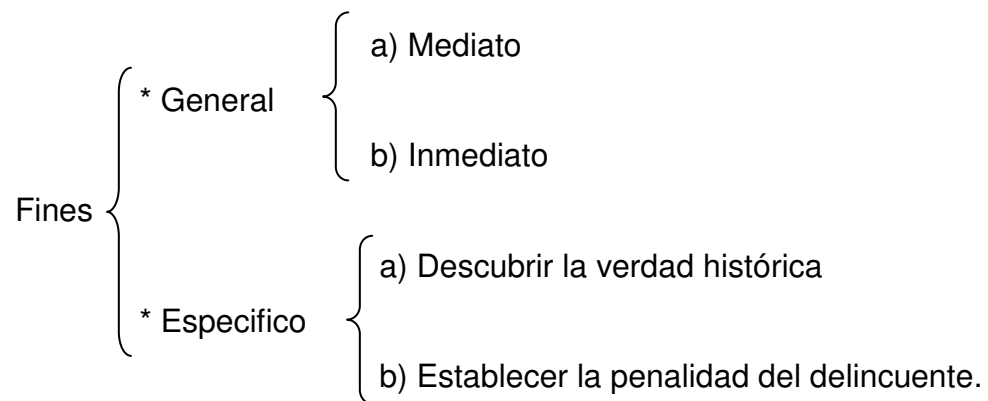 a) Mediato
* General
b) Inmediato
Fines
a) Descubrir la verdad histórica
* Especifico
b) Establecer la penalidad del delincuente.